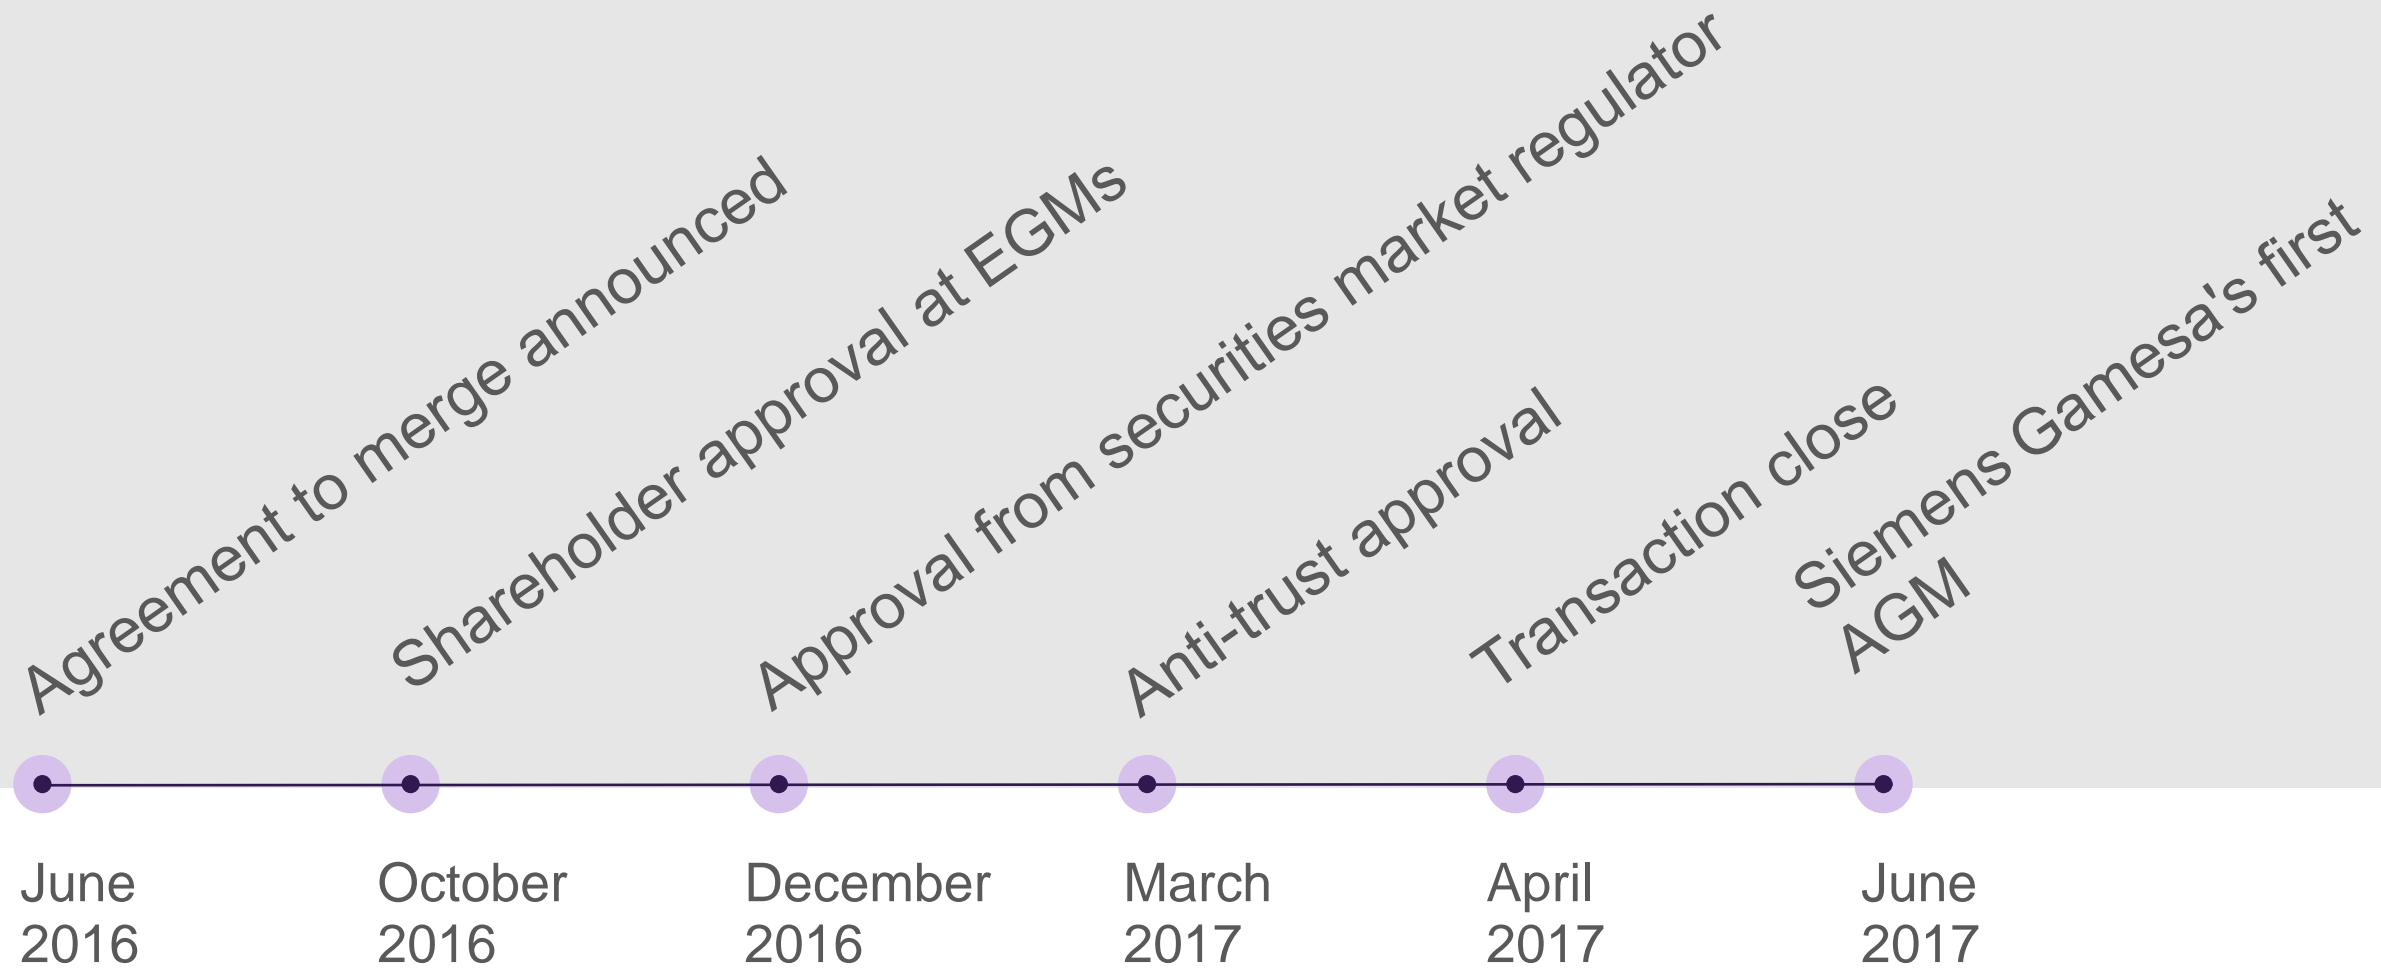 Agreement to merge announced
Shareholder approval at EGMs
Approval from securities market regulator
Anti-trust approval
Transaction close
Siemens Gamesa's first
AGM
June
2016
October
2016
December
2016
March
2017
April
2017
June
2017